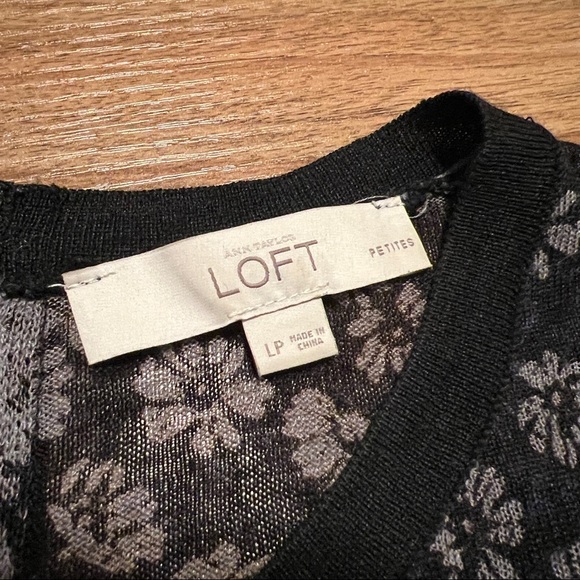 ANN TAYLOR
LOFT
PETITES
LP
MADE IN
CHINA